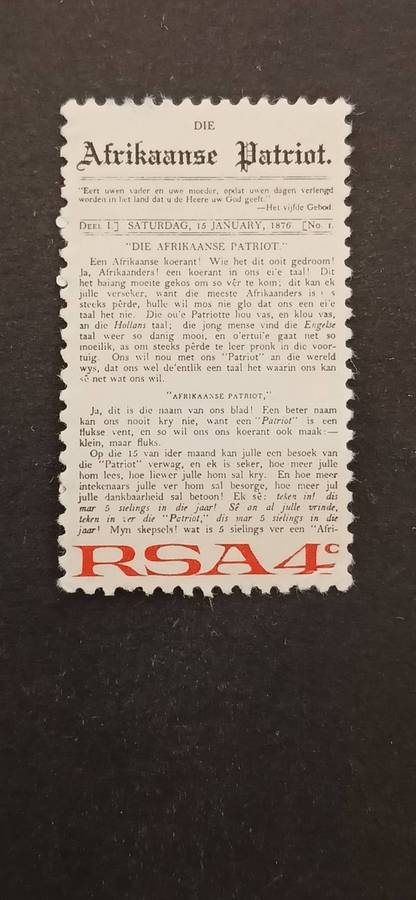 DIE
Afrikaanse Patriot.
"Eert uwen vader en uwe moeder, opdat uwen dagen verlengd
worden in het land dat u de Heere uw God geeft."
—Het vijfde Gebod.
DEEL I.] SATURDAG, 15 JANUARY, 1876 [No. 1.
"DIE AFRIKAANSE PATRIOT."
Een Afrikaanse koerant! Wie het dit ooit gedroom!
Ja, Afrikaanders! een koerant in ons ei'e taal! Dit
het haiang moeite gekos om so vêr te kom; dit kan ek
julle verseker, want die meeste Afrikaanders is
steeks pêrde, hulle wil mos nie glo dat ons een ei'e
taal het nie. Die ou'e Patriotte hou vas, en klou vas,
an die Hollans taal; die jong mense vind die Engelse
taal weer so danig mooi, en o'ertui'e gaat net so
moeilik, as om steeks pêrde te leer pronk in die voor-
tuig. Ons wil nou met ons "Patriot" an die wereld
wys, dat ons wel de'entlik een taal het waarin ons kan
sê net wat ons wil.
"AFRIKAANSE PATRIOT,"
Ja, dit is die naam van ons blad! Een beter naam
kan ons nooit kry nie, want een "Patriot" is een
flukse vent, en so wil ons ons koerant ook maak:—
klein, maar fluks.
Op die 15 van ider maand kan julle een besoek van
die "Patriot" verwag, en ek is seker, hoe meer julle
hom lees, hoe liewer julle hom sal kry. En hoe meer
intekenaars julle ver hom sal besorge, hoe meer jul
julle dankbaarheid sal betoon! Ek sê: teken in! dis
mar 5 sielings in die jaar! Sê an al julle vrinde,
teken in ver die "Patriot," dis mar 5 sielings in die
jaar! Myn skepsels! wat is 5 sielings ver een "Afri-
RSA 4c